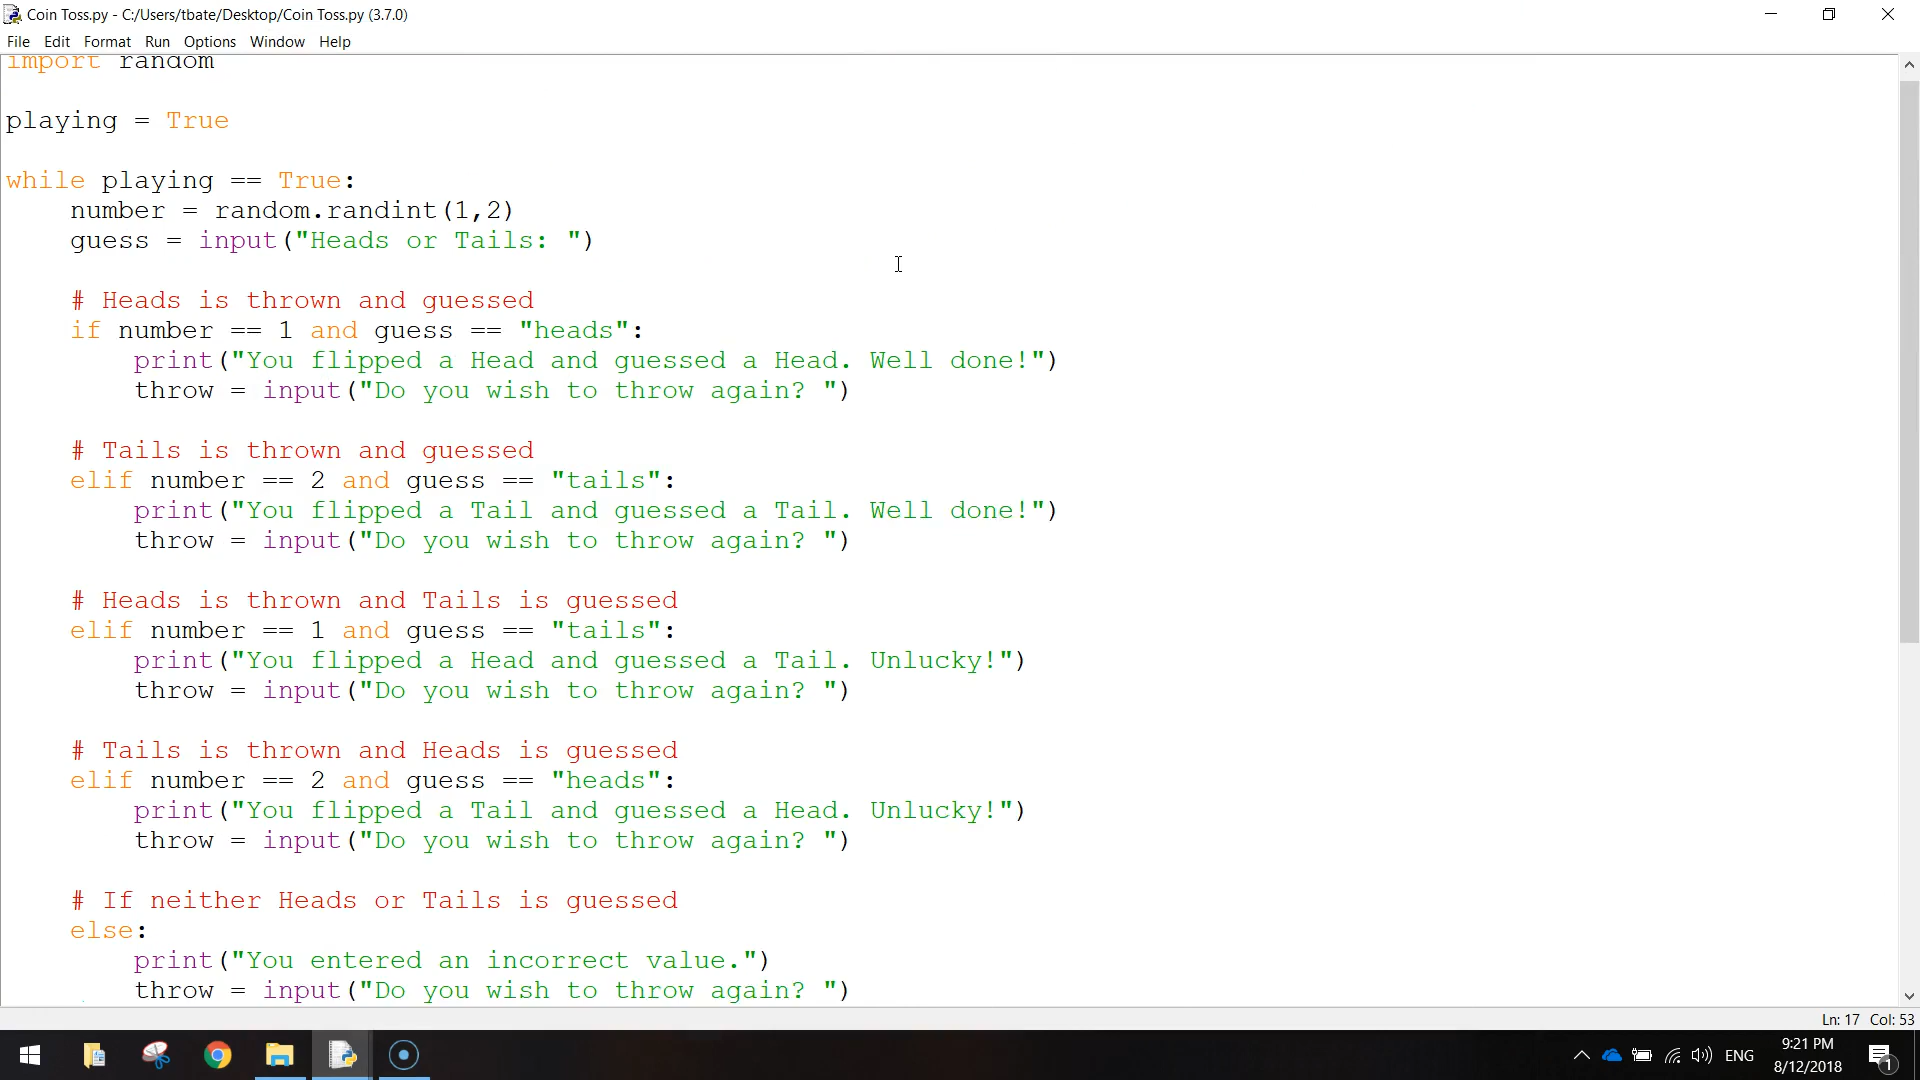 Coin Toss.py - C:/Users/tbate/Desktop/Coin Toss.py (3.7.0)
File Edit Format Run Options Window Help
import random
playing = True
while playing == True:
    number = random.randint(1,2)
    guess = input("Heads or Tails: ")
    # Heads is thrown and guessed
    if number == 1 and guess == "heads":
        print("You flipped a Head and guessed a Head. Well done!")
        throw = input("Do you wish to throw again? ")
    # Tails is thrown and guessed
    elif number == 2 and guess == "tails":
        print("You flipped a Tail and guessed a Tail. Well done!")
        throw = input("Do you wish to throw again? ")
    # Heads is thrown and Tails is guessed
    elif number == 1 and guess == "tails":
        print("You flipped a Head and guessed a Tail. Unlucky!")
        throw = input("Do you wish to throw again? ")
    # Tails is thrown and Heads is guessed
    elif number == 2 and guess == "heads":
        print("You flipped a Tail and guessed a Head. Unlucky!")
        throw = input("Do you wish to throw again? ")
    # If neither Heads or Tails is guessed
    else:
        print("You entered an incorrect value.")
        throw = input("Do you wish to throw again? ")
Ln: 17 Col: 53
ENG
9:21 PM
8/12/2018
1